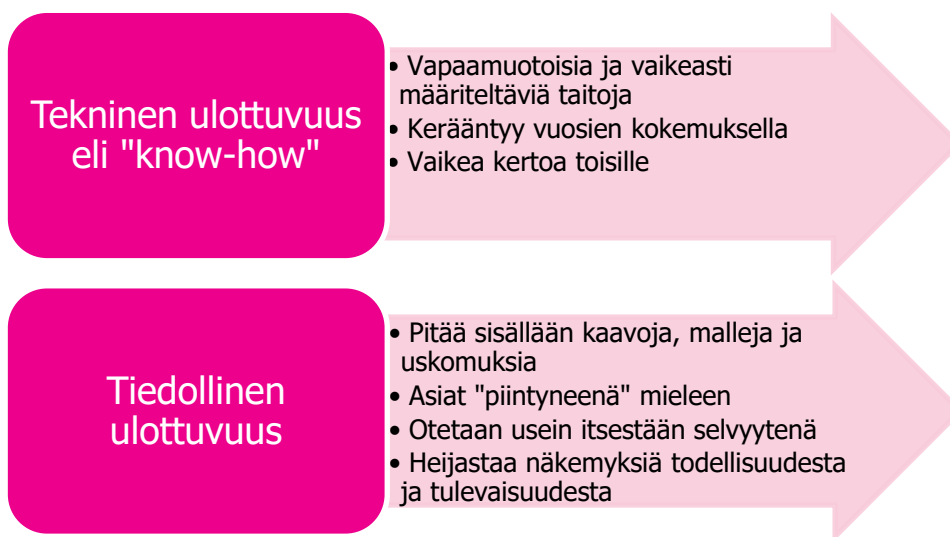 Tekninen ulottuvuus
eli "know-how"
• Vapaamuotoisia ja vaikeasti
määriteltäviä taitoja
• Kerääntyy vuosien kokemuksella
• Vaikea kertoa toisille
Tiedollinen
ulottuvuus
• Pitää sisällään kaavoja, malleja ja
uskomuksia
• Asiat "piintyneenä" mieleen
• Otetaan usein itsestään selvyytenä
• Heijastaa näkemyksiä todellisuudesta
ja tulevaisuudesta